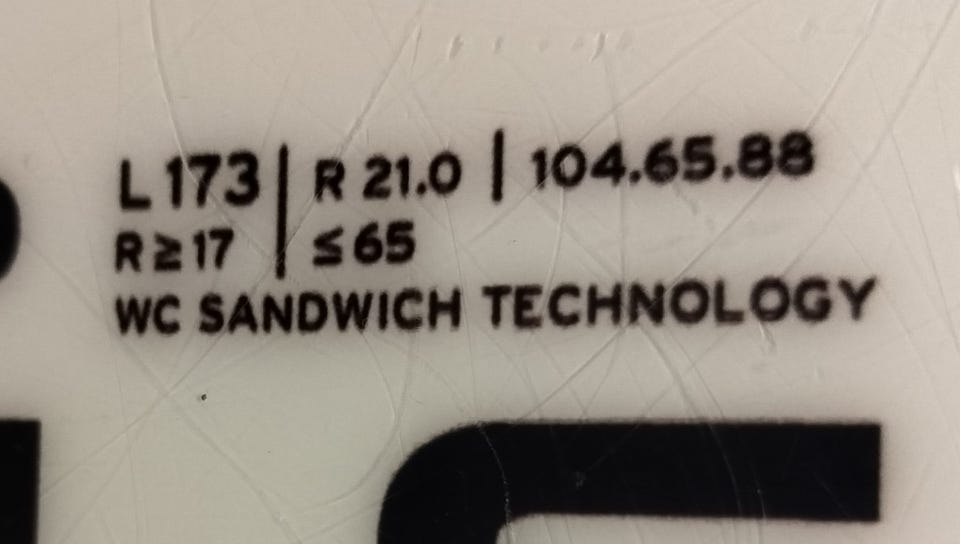 L 173 | R 21.0 | 104.65.88
R ≥ 17 | ≤ 65
WC SANDWICH TECHNOLOGY